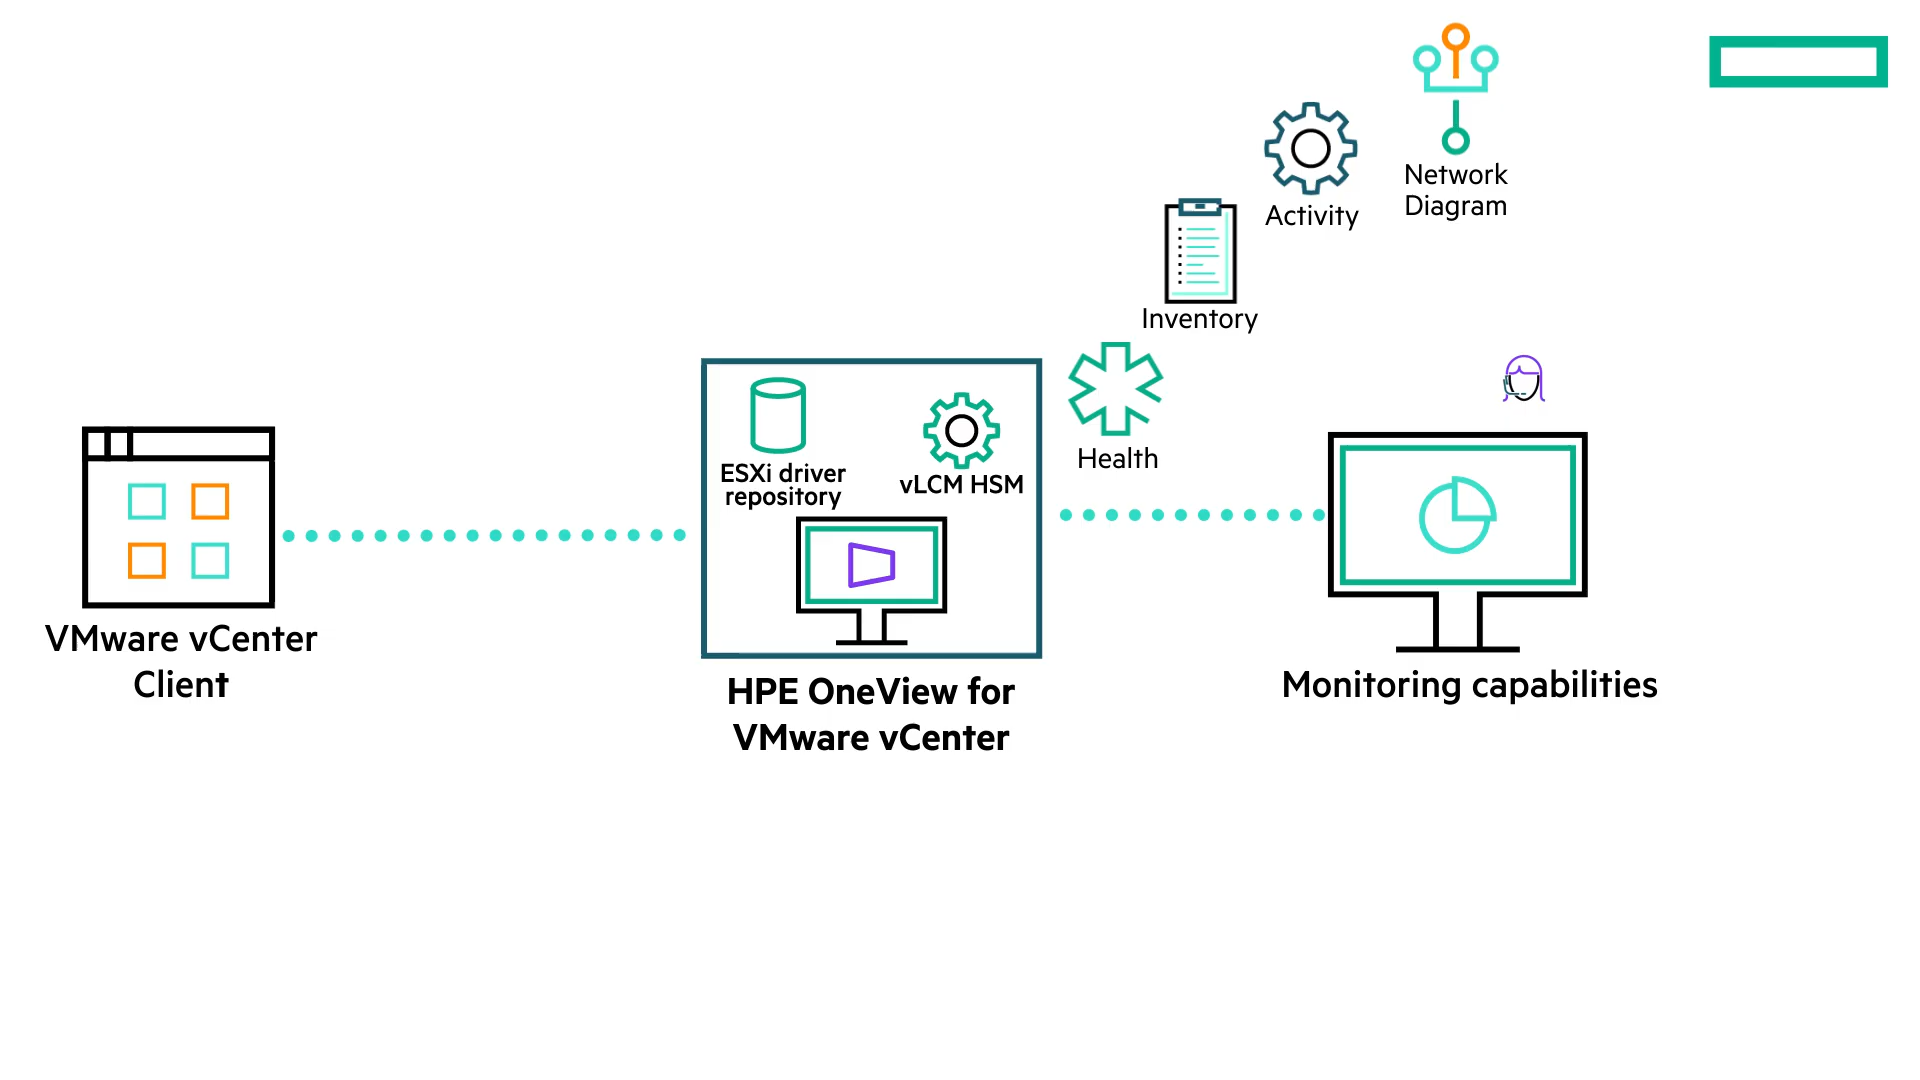 Network
Diagram
Activity
Inventory
Health
ESXi driver
repository
vLCM HSM
VMware vCenter
Client
HPE OneView for
VMware vCenter
Monitoring capabilities